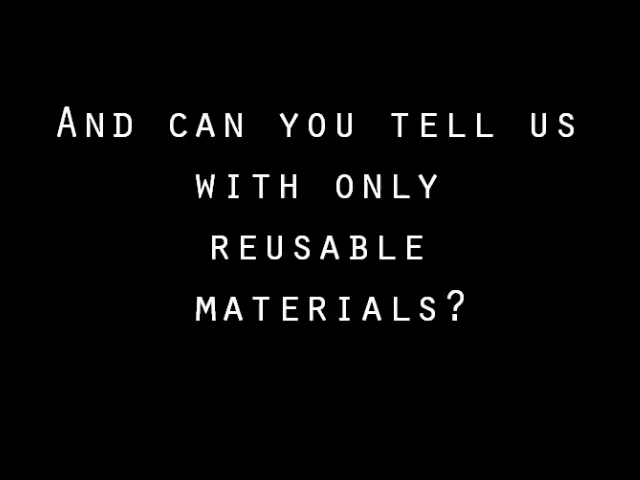 And can you tell us
with only
reusable
materials?